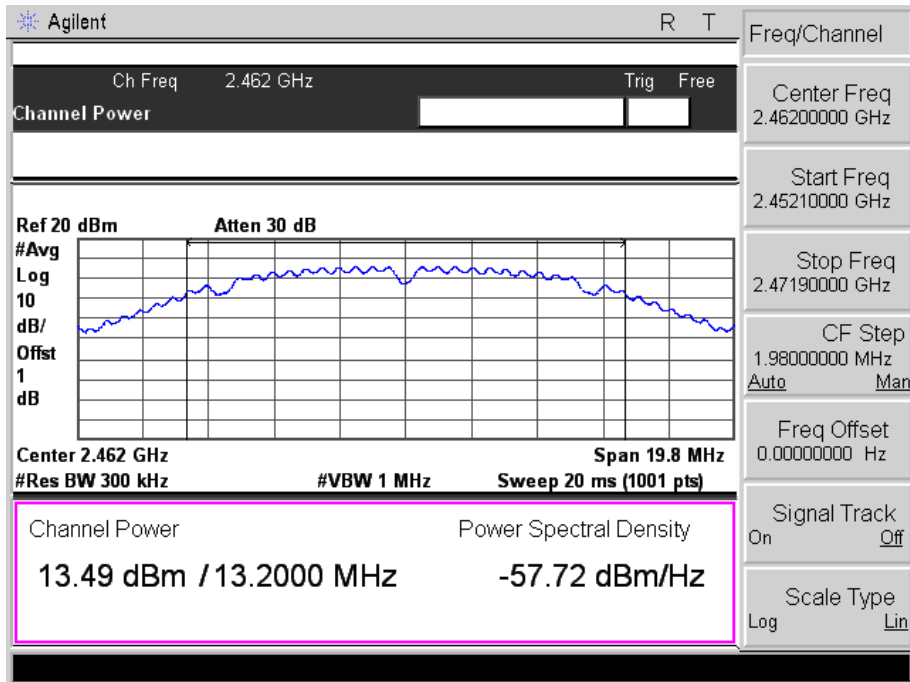 Agilent R T
Ch Freq 2.462 GHz Trig Free
Channel Power
Ref 20 dBm Atten 30 dB
#Avg
Log
10
dB/
Offst
1
dB
Center 2.462 GHz Span 19.8 MHz
#Res BW 300 kHz #VBW 1 MHz Sweep 20 ms (1001 pts)
Channel Power Power Spectral Density
13.49 dBm / 13.2000 MHz -57.72 dBm/Hz
Freq/Channel
Center Freq
2.46200000 GHz
Start Freq
2.45210000 GHz
Stop Freq
2.47190000 GHz
CF Step
1.98000000 MHz
Auto Man
Freq Offset
0.00000000 Hz
Signal Track
On Off
Scale Type
Log Lin